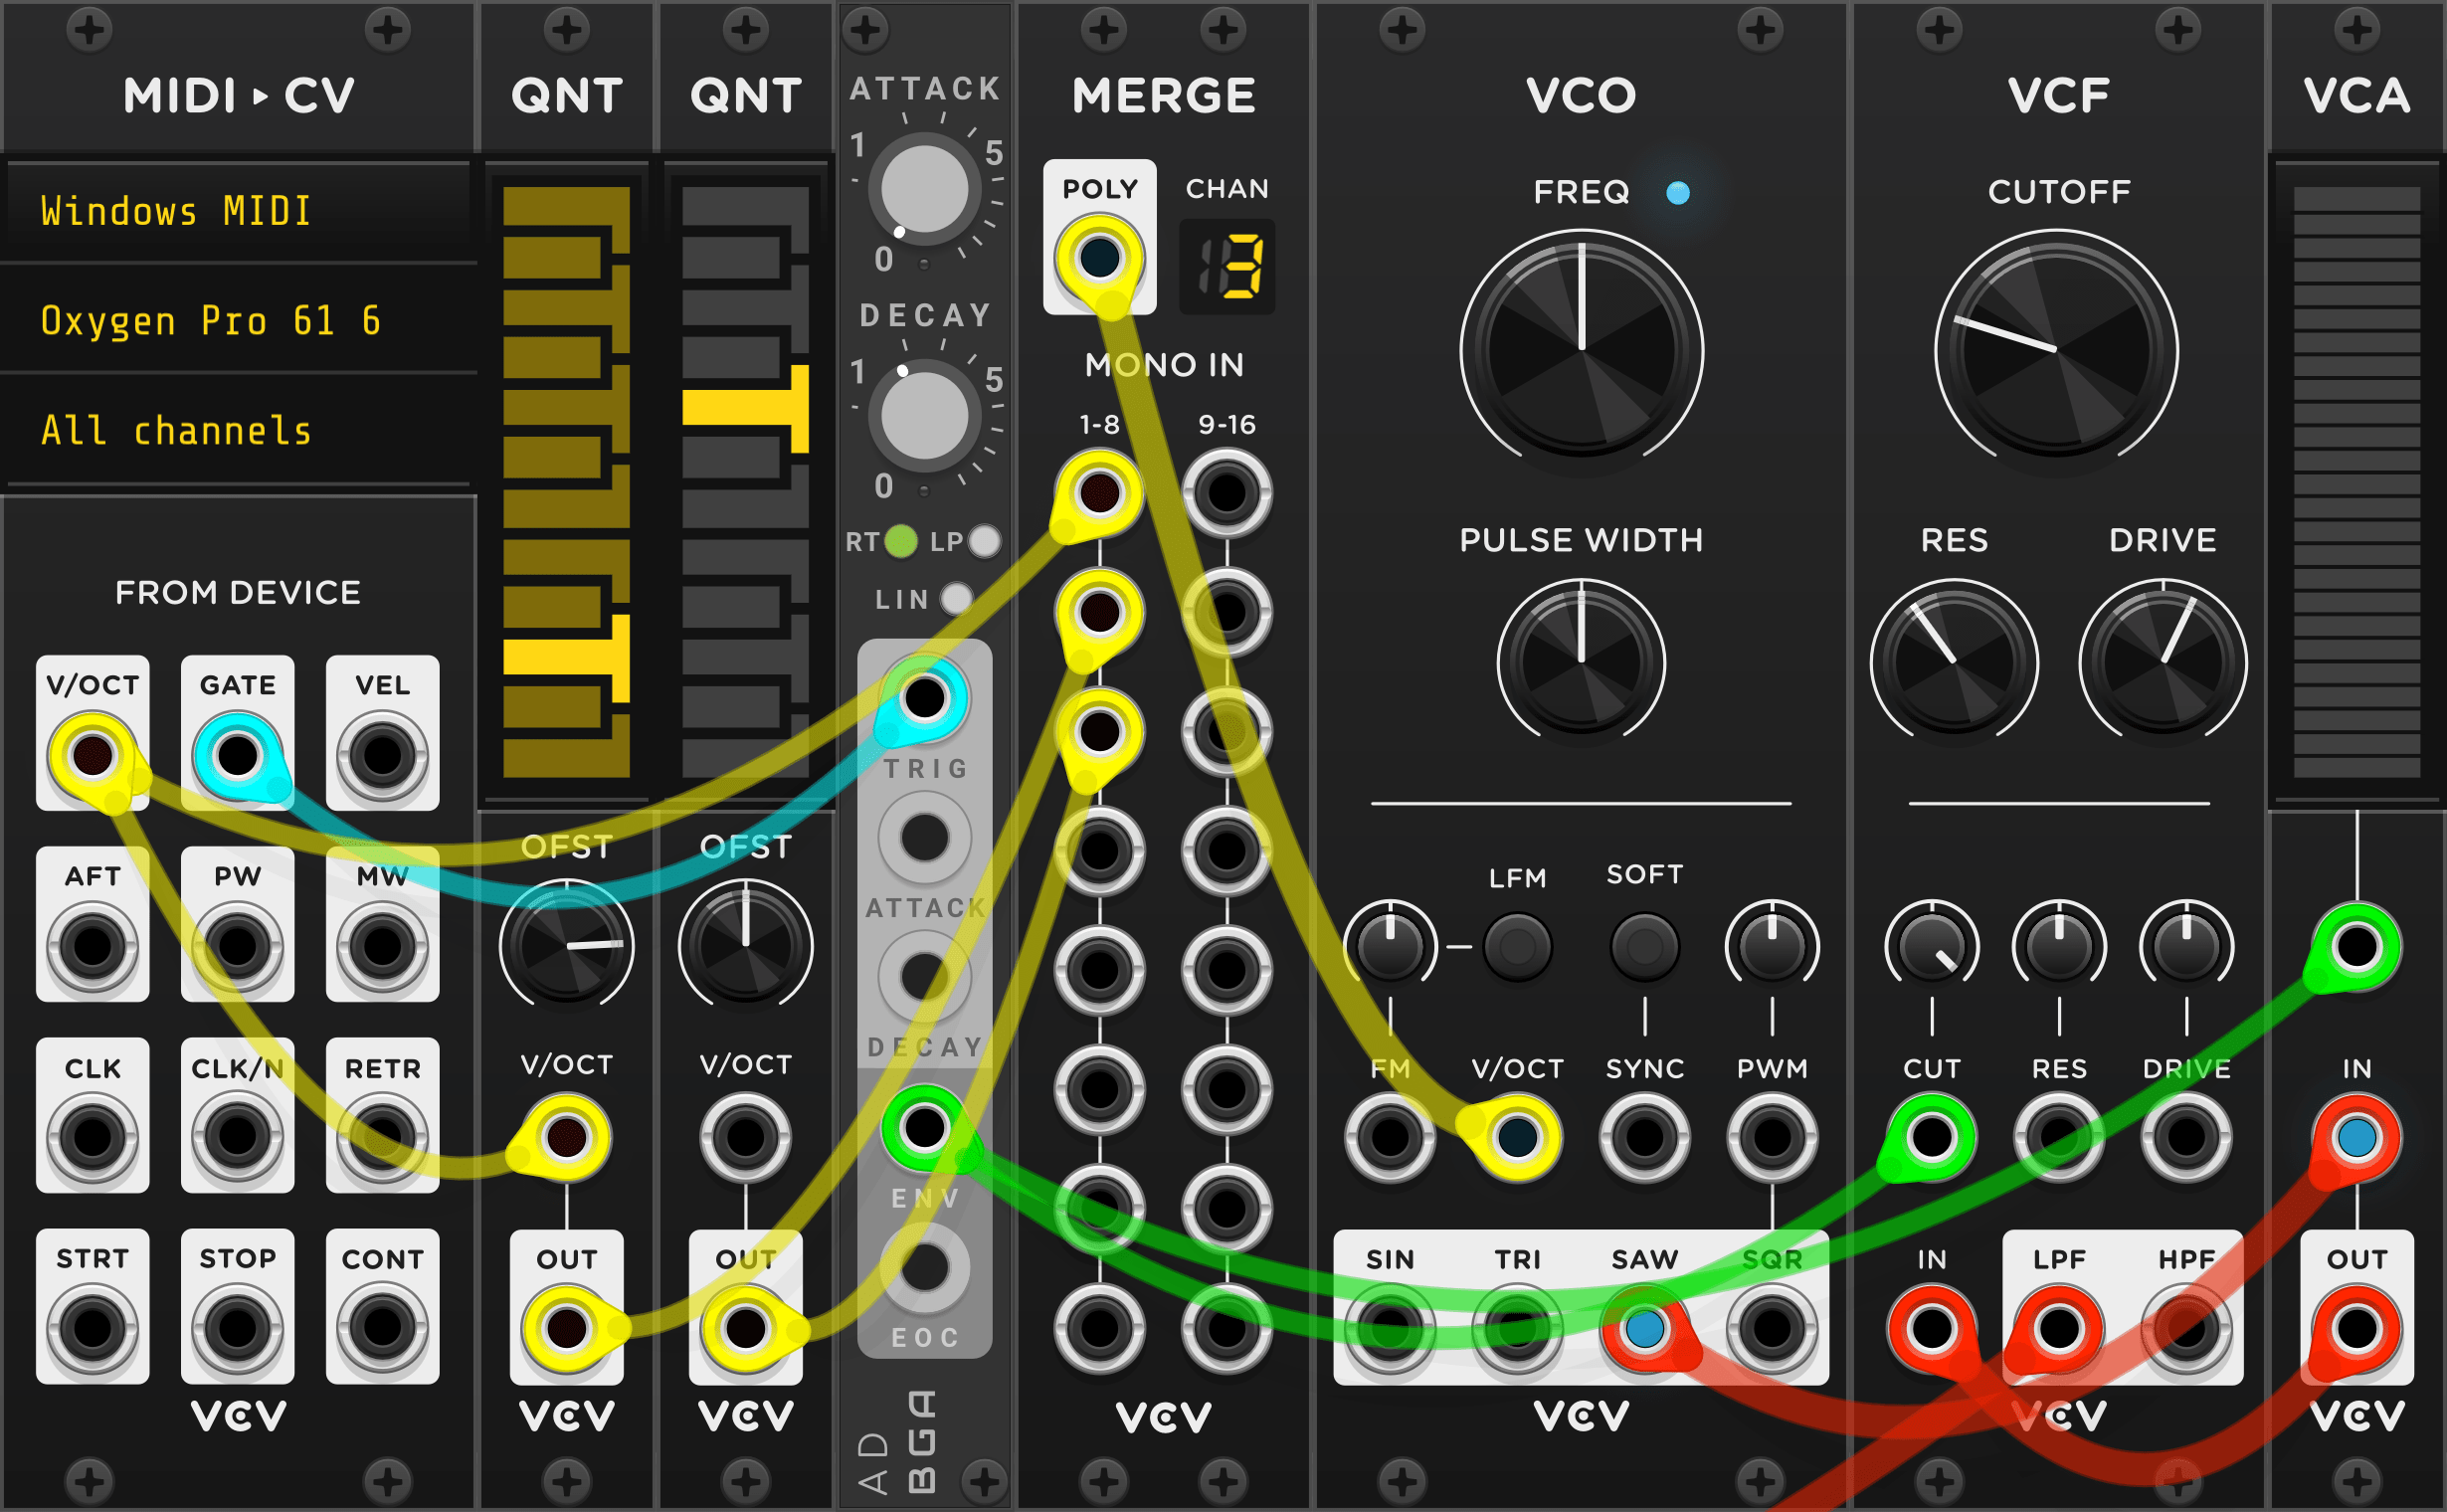 MIDI ▸ CV
Windows MIDI
Oxygen Pro 61 6
All channels
FROM DEVICE
V/OCT GATE VEL
AFT PW MW
CLK CLK/N RETR
STRT STOP CONT
VCV
QNT
OFST
V/OCT
OUT
VCV
QNT
OFST
V/OCT
OUT
VCV
ATTACK
1 5
0
DECAY
1 5
0
RT LP
LIN
TRIG
ATTACK
DECAY
ENV
EOC
AD
BGA
MERGE
POLY CHAN
3
MONO IN
1-8 9-16
VCV
VCO
FREQ
PULSE WIDTH
LFM SOFT
FM V/OCT SYNC PWM
SIN TRI SAW SQR
VCV
VCF
CUTOFF
RES DRIVE
CUT RES DRIVE
IN LPF HPF
VCV
VCA
IN
OUT
VCV